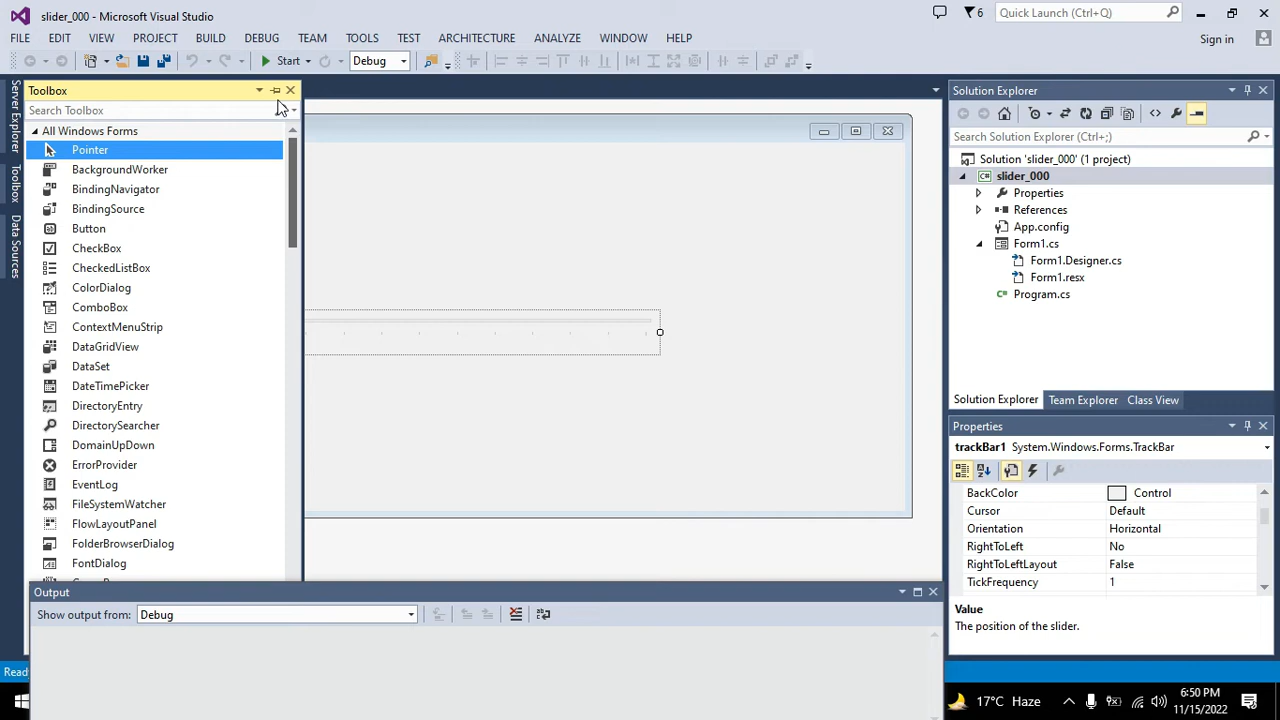 slider_000 - Microsoft Visual Studio
6
Quick Launch (Ctrl+Q)
FILE EDIT VIEW PROJECT BUILD DEBUG TEAM TOOLS TEST ARCHITECTURE ANALYZE WINDOW HELP
Sign in
Start
Debug
Server Explorer
Toolbox
Data Sources
Toolbox
Search Toolbox
All Windows Forms
Pointer
BackgroundWorker
BindingNavigator
BindingSource
Button
CheckBox
CheckedListBox
ColorDialog
ComboBox
ContextMenuStrip
DataGridView
DataSet
DateTimePicker
DirectoryEntry
DirectorySearcher
DomainUpDown
ErrorProvider
EventLog
FileSystemWatcher
FlowLayoutPanel
FolderBrowserDialog
FontDialog
Output
Show output from: Debug
Solution Explorer
Search Solution Explorer (Ctrl+;)
Solution 'slider_000' (1 project)
slider_000
Properties
References
App.config
Form1.cs
Form1.Designer.cs
Form1.resx
Program.cs
Solution Explorer Team Explorer Class View
Properties
trackBar1 System.Windows.Forms.TrackBar
BackColor Control
Cursor Default
Orientation Horizontal
RightToLeft No
RightToLeftLayout False
TickFrequency 1
Value
The position of the slider.
17°C Haze
6:50 PM
11/15/2022